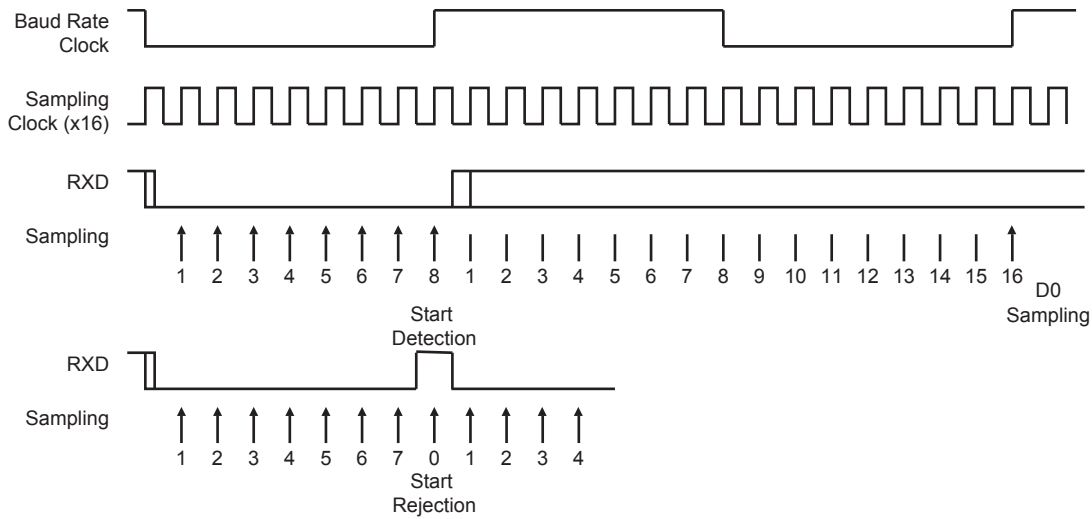 Baud Rate
Clock
Sampling
Clock (x16)
RXD
Sampling
1 2 3 4 5 6 7 8 1 2 3 4 5 6 7 8 9 10 11 12 13 14 15 16
D0
Sampling
Start
Detection
RXD
Sampling
1 2 3 4 5 6 7 0 1 2 3 4
Start
Rejection